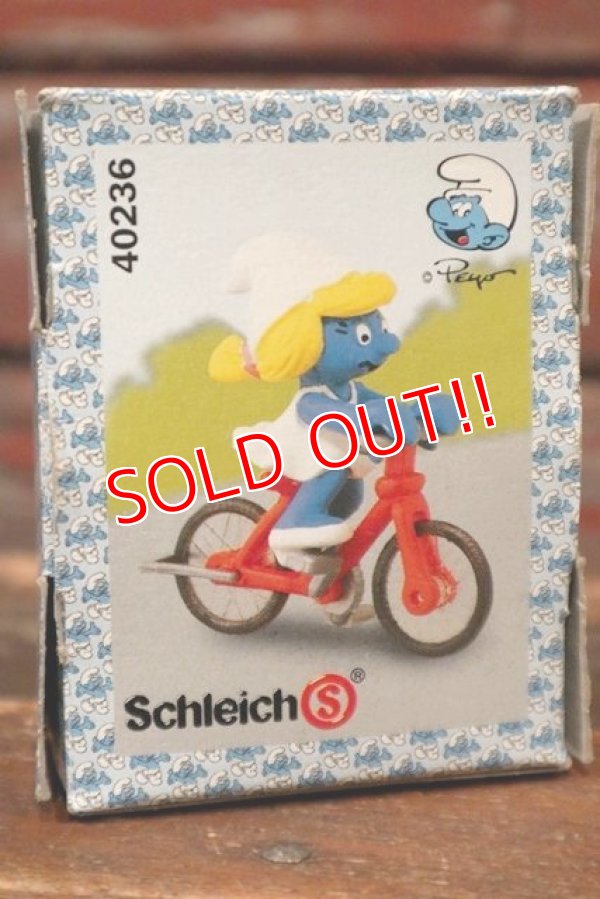 40236
© Peyo
SOLD OUT!!
Schleich S ®